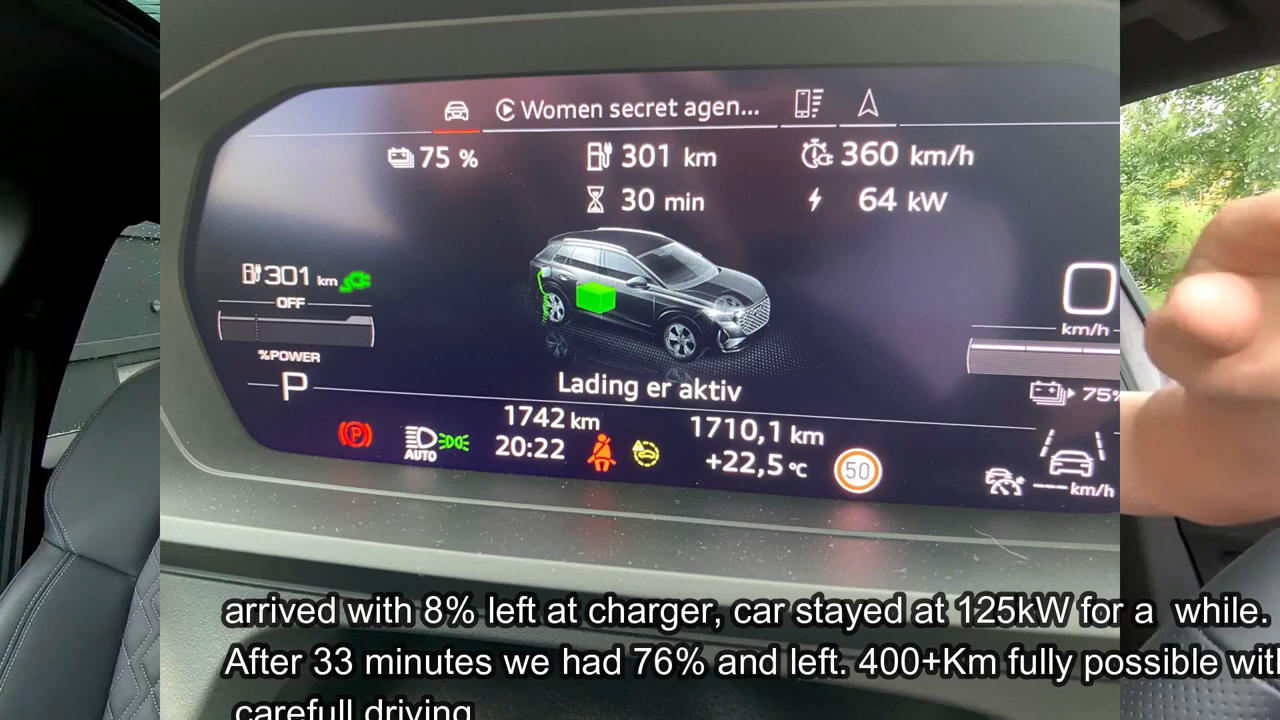 Women secret agen...
75 % 301 km 360 km/h
30 min 64 kW
301 km
OFF
%POWER
P
0
km/h
75%
Lading er aktiv
1742 km 1710,1 km
AUTO 20:22 +22,5 °C 50
---km/h
arrived with 8% left at charger, car stayed at 125kW for a while.
After 33 minutes we had 76% and left. 400+Km fully possible with
carefull driving